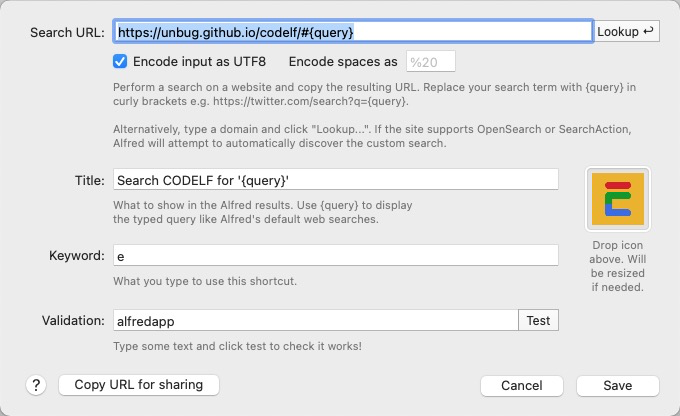 Search URL: https://unbug.github.io/codelf/#{query} Lookup ↩
Encode input as UTF8 Encode spaces as %20
Perform a search on a website and copy the resulting URL. Replace your search term with {query} in
curly brackets e.g. https://twitter.com/search?q={query}.
Alternatively, type a domain and click "Lookup...". If the site supports OpenSearch or SearchAction,
Alfred will attempt to automatically discover the custom search.
Title: Search CODELF for '{query}'
What to show in the Alfred results. Use {query} to display
the typed query like Alfred's default web searches.
E
Drop icon
above. Will
be resized
if needed.
Keyword: e
What you type to use this shortcut.
Validation: alfredapp Test
Type some text and click test to check it works!
? Copy URL for sharing Cancel Save